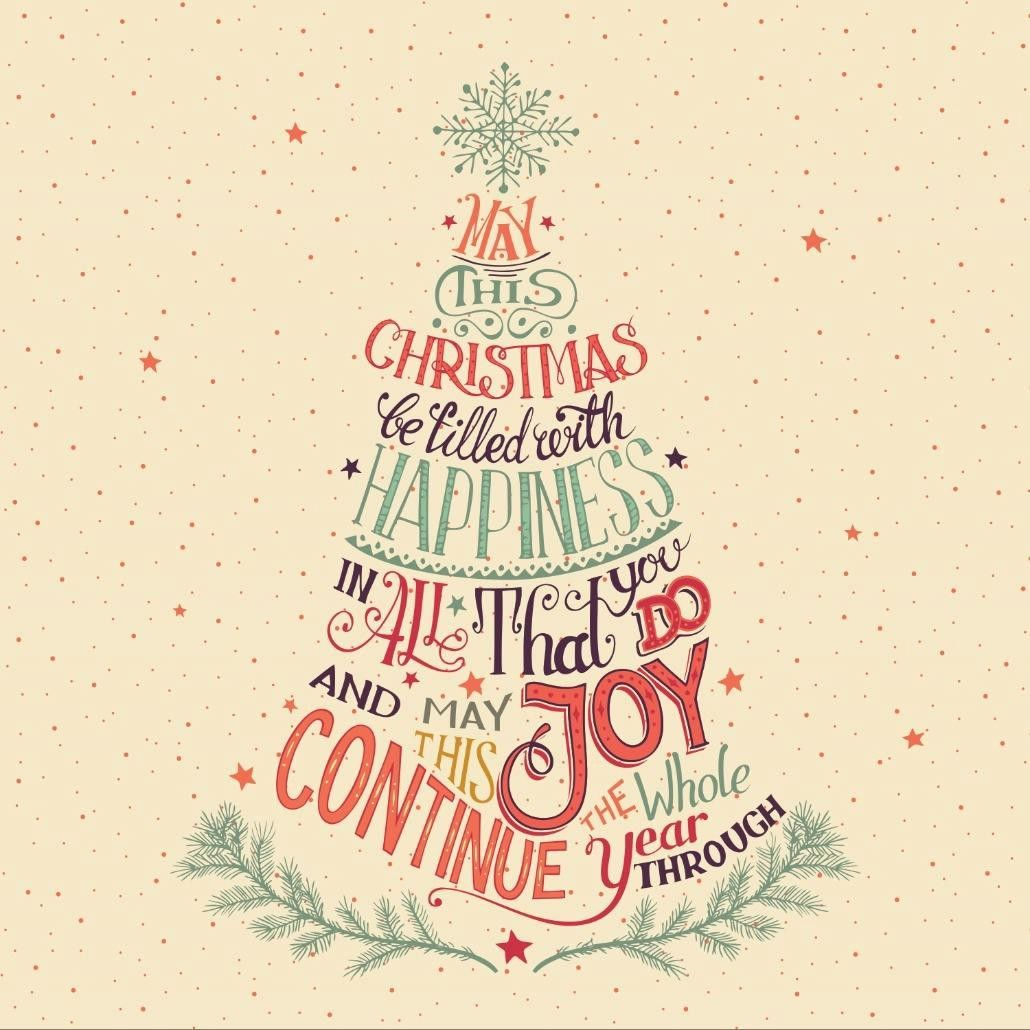 MAY
THIS
CHRISTMAS
be filled with
HAPPINESS
IN ALL That you DO
AND MAY THIS JOY
CONTINUE THE Whole
Year THROUGH